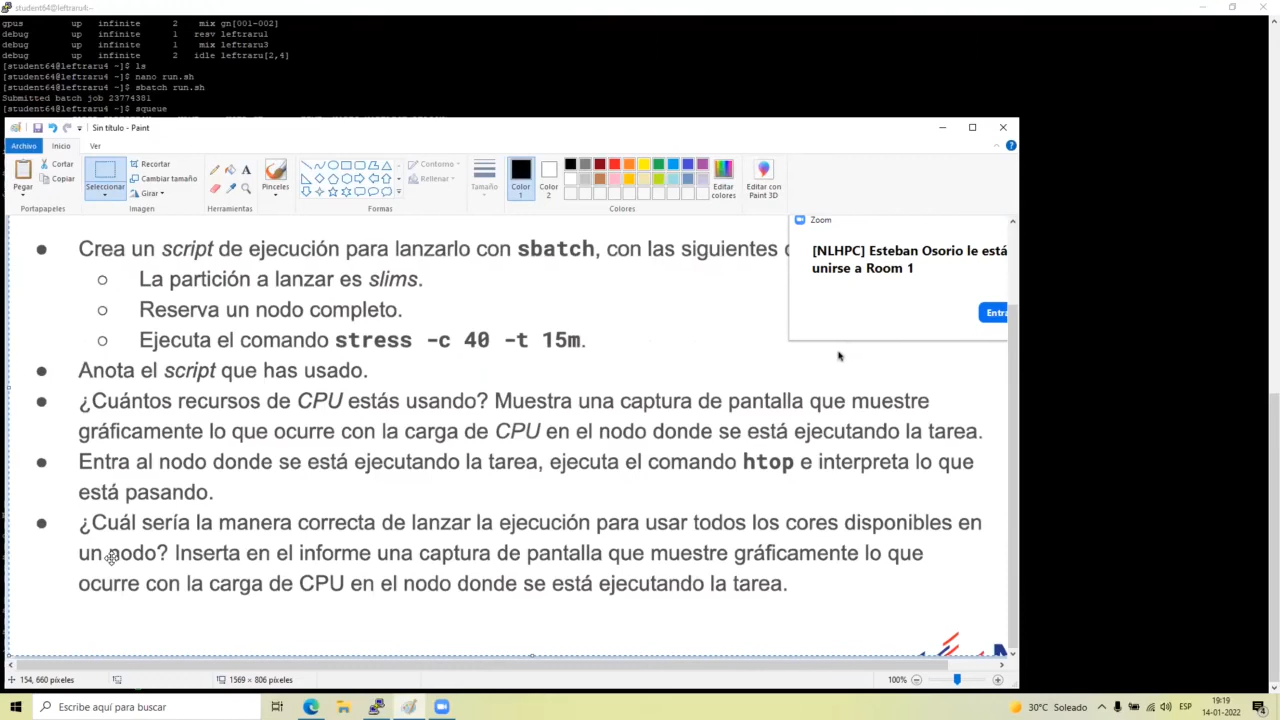 student64@leftraru4:~
gpus up infinite 2 mix gn[001-002]
debug up infinite 1 resv leftraru1
debug up infinite 1 mix leftraru3
debug up infinite 2 idle leftraru[2,4]
[student64@leftraru4 ~]$ ls
[student64@leftraru4 ~]$ nano run.sh
[student64@leftraru4 ~]$ sbatch run.sh
Submitted batch job 23774381
[student64@leftraru4 ~]$ squeue
Sin título - Paint
Archivo Inicio Ver
Pegar
Cortar
Copiar
Portapapeles
Seleccionar
Recortar
Cambiar tamaño
Girar
Imagen
Herramientas
Pinceles
Contorno
Rellenar
Formas
Tamaño
Color 1
Color 2
Editar colores
Editar con Paint 3D
Colores
Zoom
[NLHPC] Esteban Osorio le está
unirse a Room 1
Entra
● Crea un script de ejecución para lanzarlo con sbatch, con las siguientes
○ La partición a lanzar es slims.
○ Reserva un nodo completo.
○ Ejecuta el comando stress -c 40 -t 15m.
● Anota el script que has usado.
● ¿Cuántos recursos de CPU estás usando? Muestra una captura de pantalla que muestre
gráficamente lo que ocurre con la carga de CPU en el nodo donde se está ejecutando la tarea.
● Entra al nodo donde se está ejecutando la tarea, ejecuta el comando htop e interpreta lo que
está pasando.
● ¿Cuál sería la manera correcta de lanzar la ejecución para usar todos los cores disponibles en
un nodo? Inserta en el informe una captura de pantalla que muestre gráficamente lo que
ocurre con la carga de CPU en el nodo donde se está ejecutando la tarea.
154, 660 píxeles
1569 × 806 píxeles
100%
Escribe aquí para buscar
30°C Soleado
ESP
19:19
14-01-2022
4